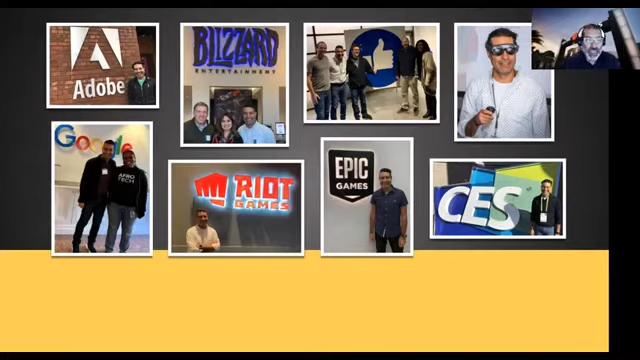 Adobe
BLIZZARD
ENTERTAINMENT
Google
AFRO
TECH
RIOT
GAMES
EPIC
GAMES
CES